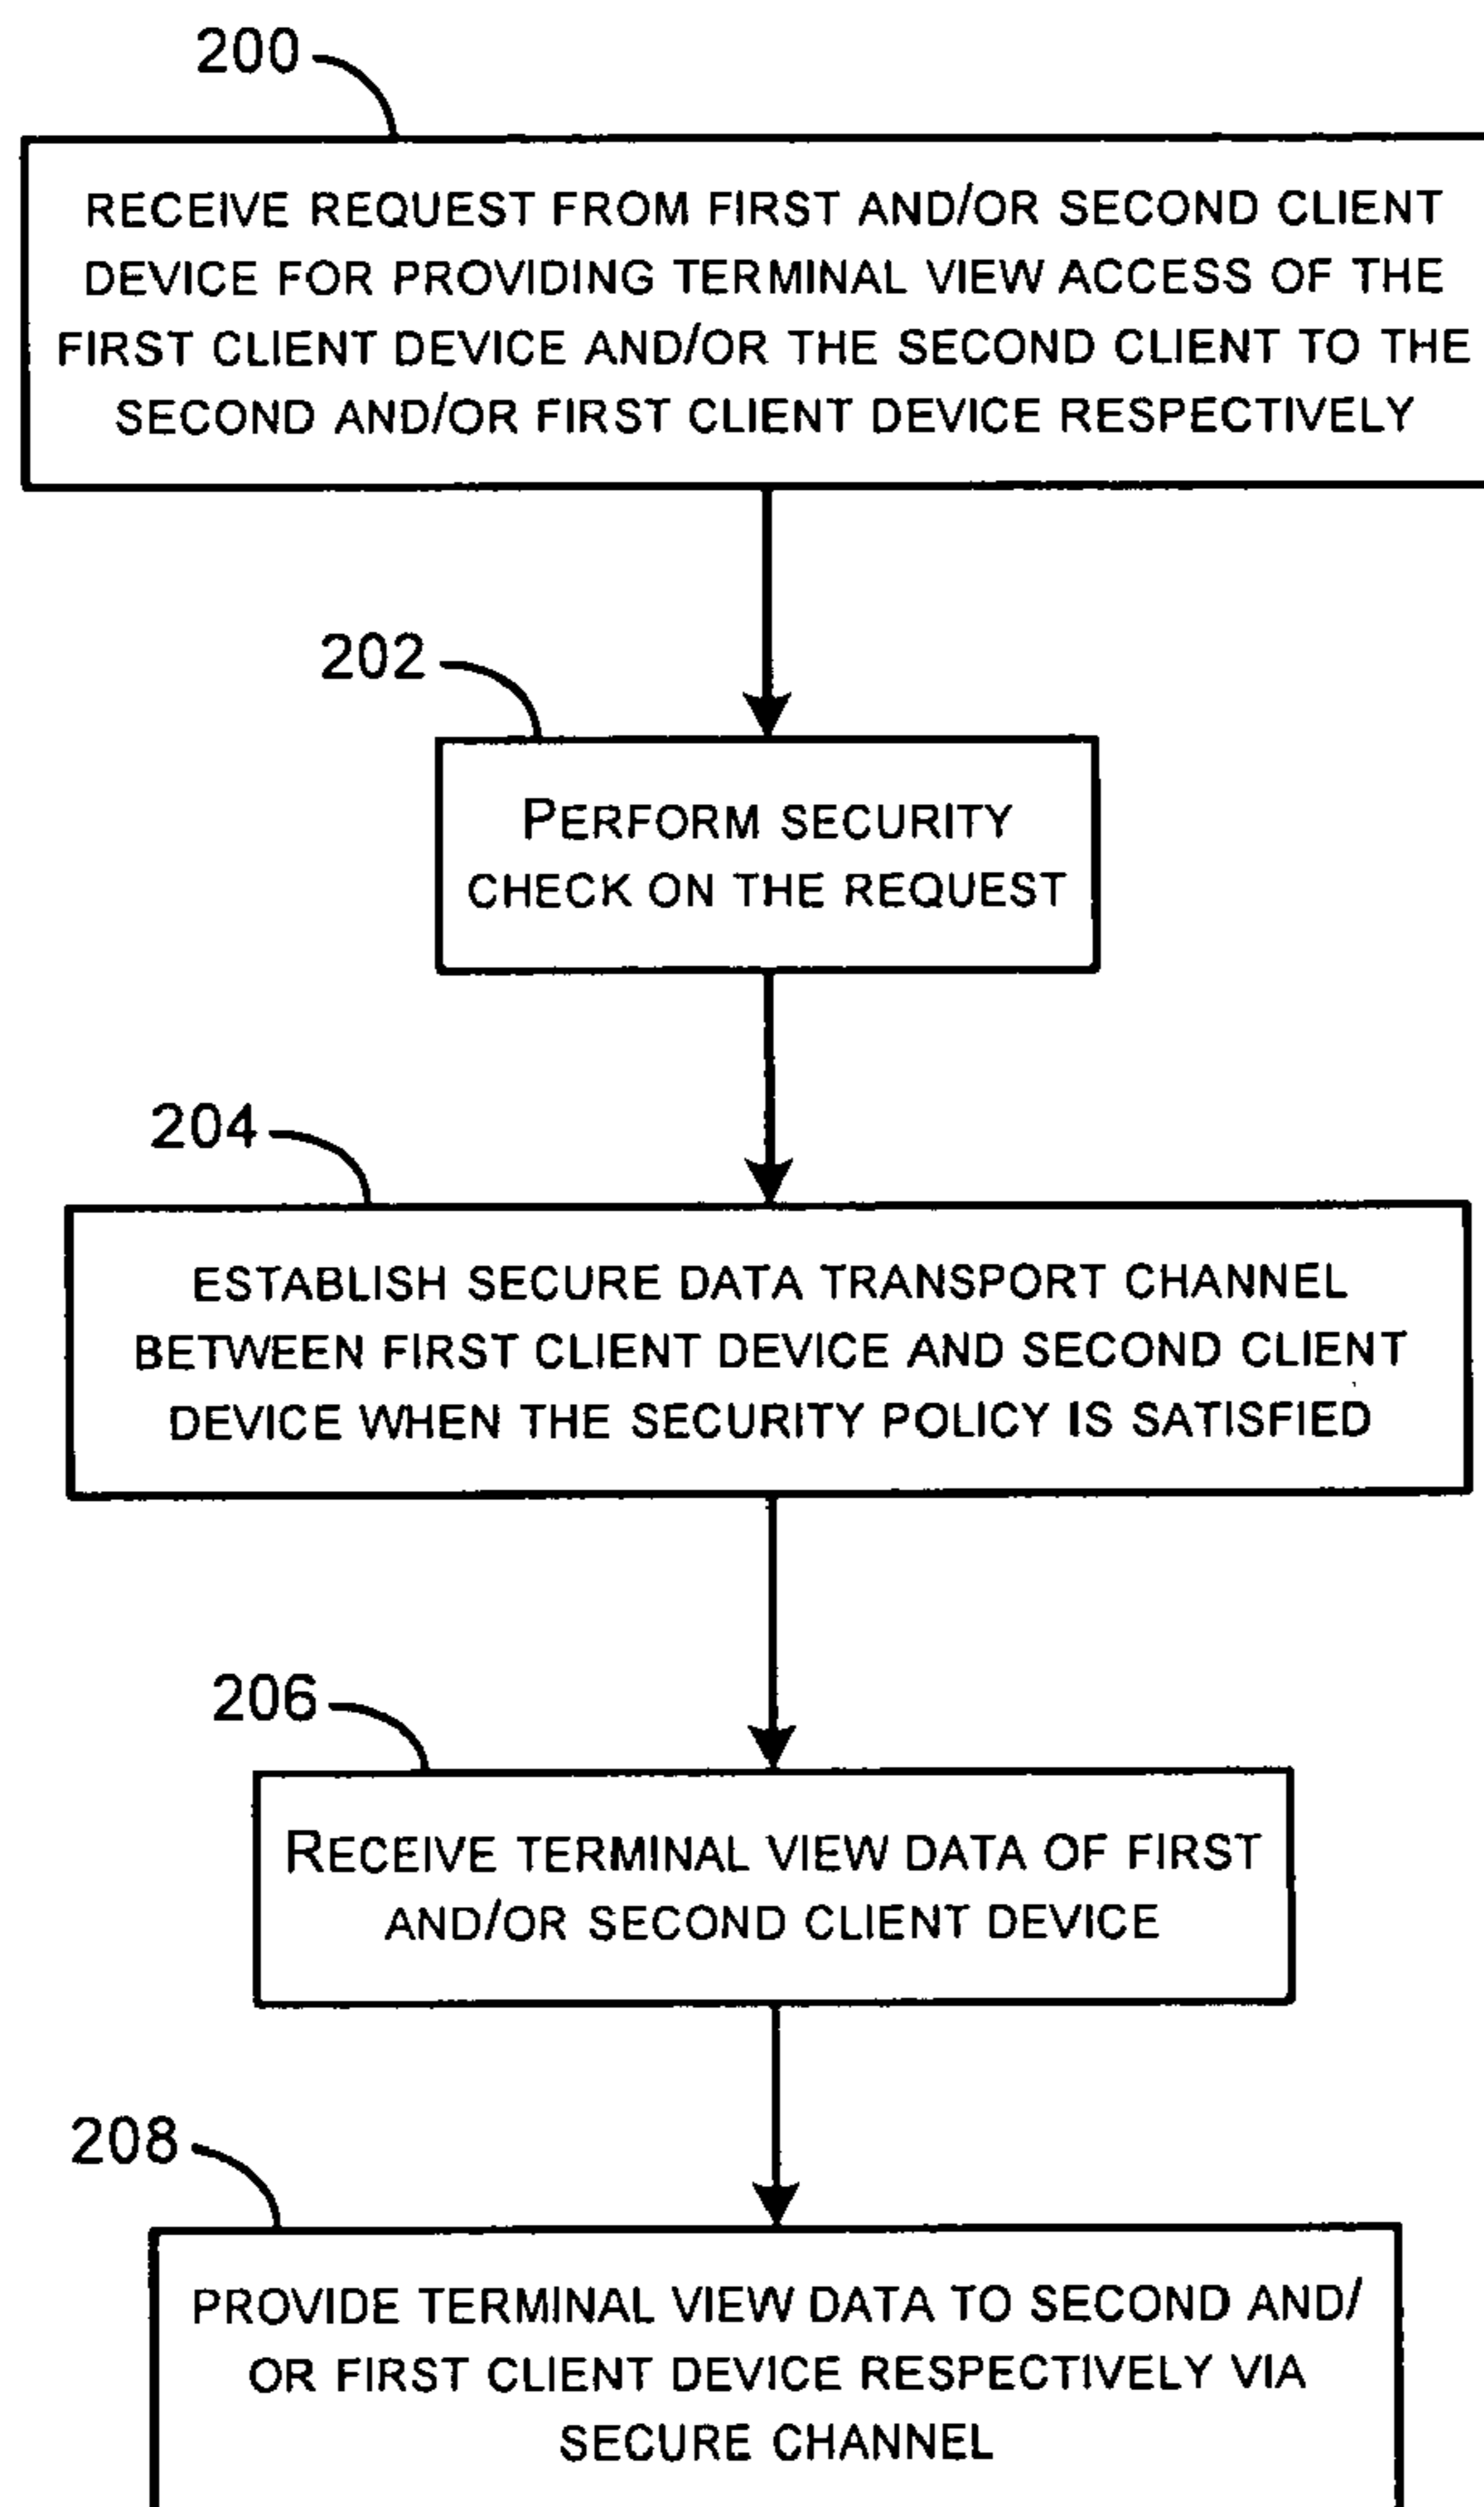 200
RECEIVE REQUEST FROM FIRST AND/OR SECOND CLIENT
DEVICE FOR PROVIDING TERMINAL VIEW ACCESS OF THE
FIRST CLIENT DEVICE AND/OR THE SECOND CLIENT TO THE
SECOND AND/OR FIRST CLIENT DEVICE RESPECTIVELY
202
PERFORM SECURITY
CHECK ON THE REQUEST
204
ESTABLISH SECURE DATA TRANSPORT CHANNEL
BETWEEN FIRST CLIENT DEVICE AND SECOND CLIENT
DEVICE WHEN THE SECURITY POLICY IS SATISFIED
206
RECEIVE TERMINAL VIEW DATA OF FIRST
AND/OR SECOND CLIENT DEVICE
208
PROVIDE TERMINAL VIEW DATA TO SECOND AND/
OR FIRST CLIENT DEVICE RESPECTIVELY VIA
SECURE CHANNEL